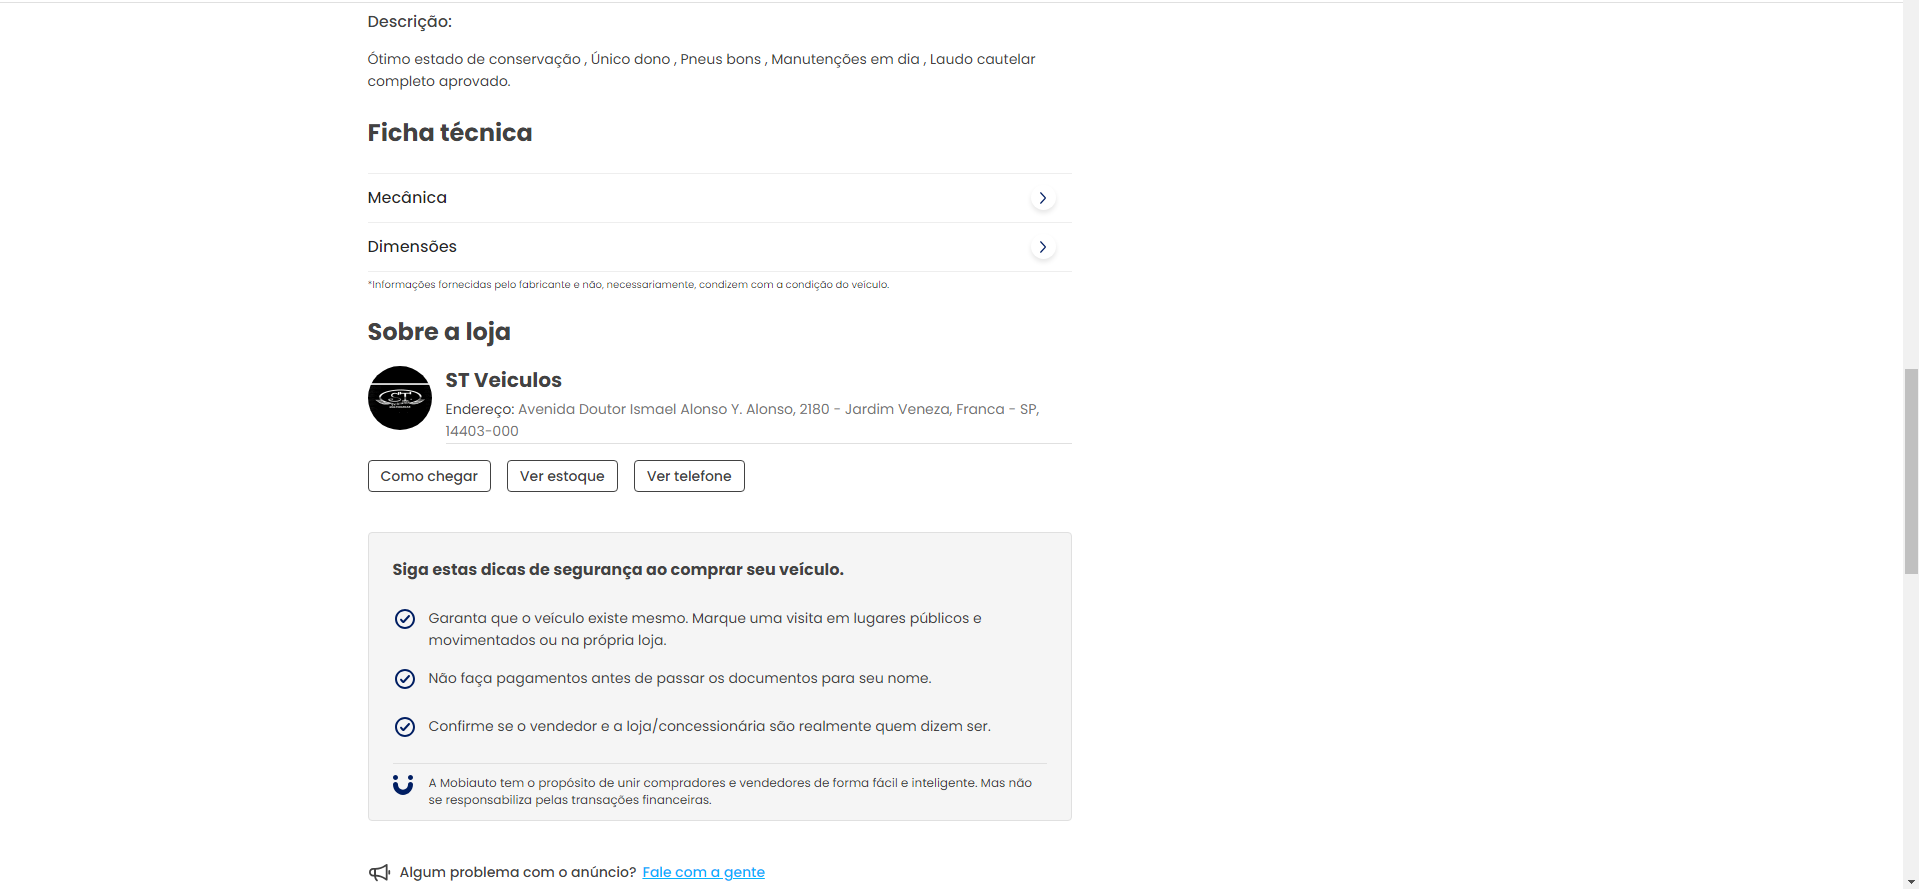 Descrição:
Ótimo estado de conservação , Único dono , Pneus bons , Manutenções em dia , Laudo cautelar
completo aprovado.
Ficha técnica
Mecânica
Dimensões
*Informações fornecidas pelo fabricante e não, necessariamente, condizem com a condição do veículo.
Sobre a loja
ST
ST Veiculos
Endereço: Avenida Doutor Ismael Alonso Y. Alonso, 2180 - Jardim Veneza, Franca - SP,
14403-000
Como chegar
Ver estoque
Ver telefone
Siga estas dicas de segurança ao comprar seu veículo.
Garanta que o veículo existe mesmo. Marque uma visita em lugares públicos e
movimentados ou na própria loja.
Não faça pagamentos antes de passar os documentos para seu nome.
Confirme se o vendedor e a loja/concessionária são realmente quem dizem ser.
A Mobiauto tem o propósito de unir compradores e vendedores de forma fácil e inteligente. Mas não
se responsabiliza pelas transações financeiras.
Algum problema com o anúncio? Fale com a gente